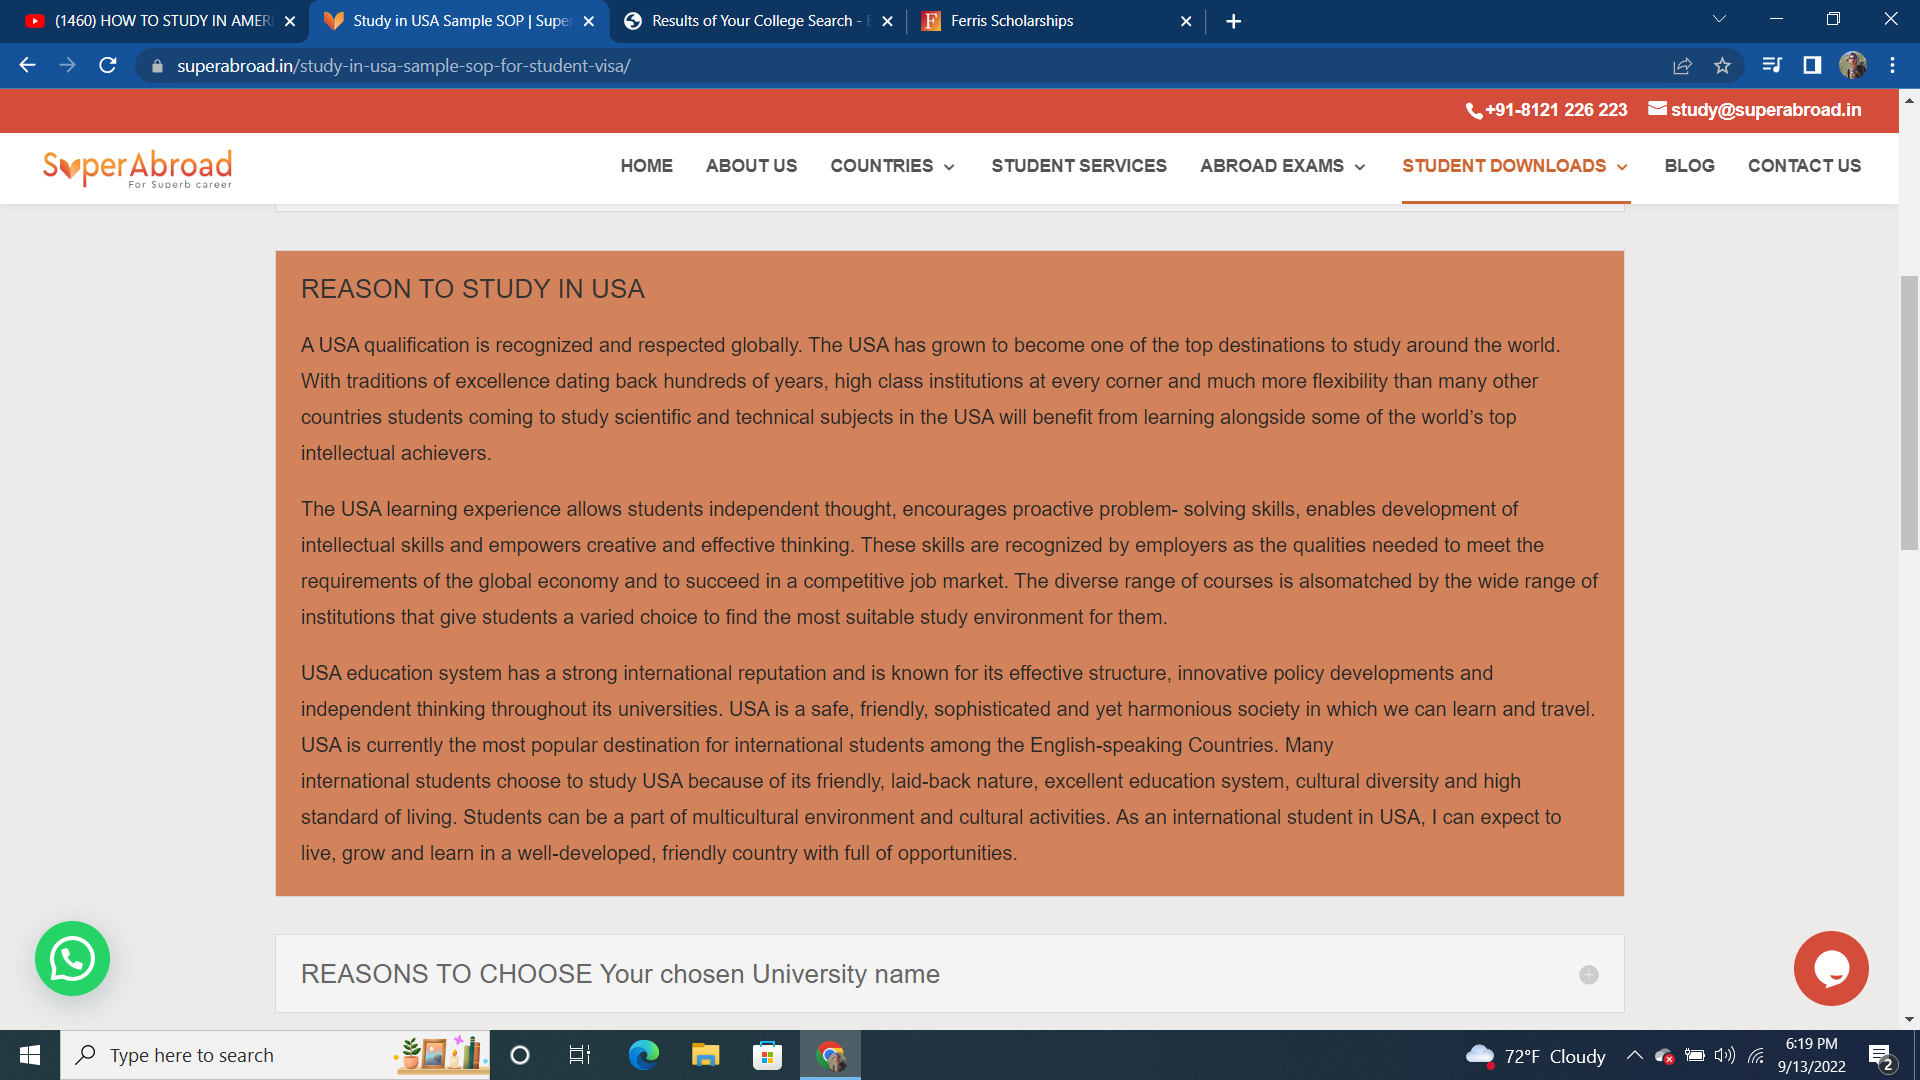 (1460) HOW TO STUDY IN AMER
Study in USA Sample SOP | Supe
Results of Your College Search -
Ferris Scholarships
superabroad.in/study-in-usa-sample-sop-for-student-visa/
+91-8121 226 223 study@superabroad.in
SuperAbroad
For Superb career
HOME ABOUT US COUNTRIES STUDENT SERVICES ABROAD EXAMS STUDENT DOWNLOADS BLOG CONTACT US
REASON TO STUDY IN USA
A USA qualification is recognized and respected globally. The USA has grown to become one of the top destinations to study around the world.
With traditions of excellence dating back hundreds of years, high class institutions at every corner and much more flexibility than many other
countries students coming to study scientific and technical subjects in the USA will benefit from learning alongside some of the world’s top
intellectual achievers.
The USA learning experience allows students independent thought, encourages proactive problem- solving skills, enables development of
intellectual skills and empowers creative and effective thinking. These skills are recognized by employers as the qualities needed to meet the
requirements of the global economy and to succeed in a competitive job market. The diverse range of courses is alsomatched by the wide range of
institutions that give students a varied choice to find the most suitable study environment for them.
USA education system has a strong international reputation and is known for its effective structure, innovative policy developments and
independent thinking throughout its universities. USA is a safe, friendly, sophisticated and yet harmonious society in which we can learn and travel.
USA is currently the most popular destination for international students among the English-speaking Countries. Many
international students choose to study USA because of its friendly, laid-back nature, excellent education system, cultural diversity and high
standard of living. Students can be a part of multicultural environment and cultural activities. As an international student in USA, I can expect to
live, grow and learn in a well-developed, friendly country with full of opportunities.
REASONS TO CHOOSE Your chosen University name
Type here to search
72°F Cloudy
6:19 PM
9/13/2022
2